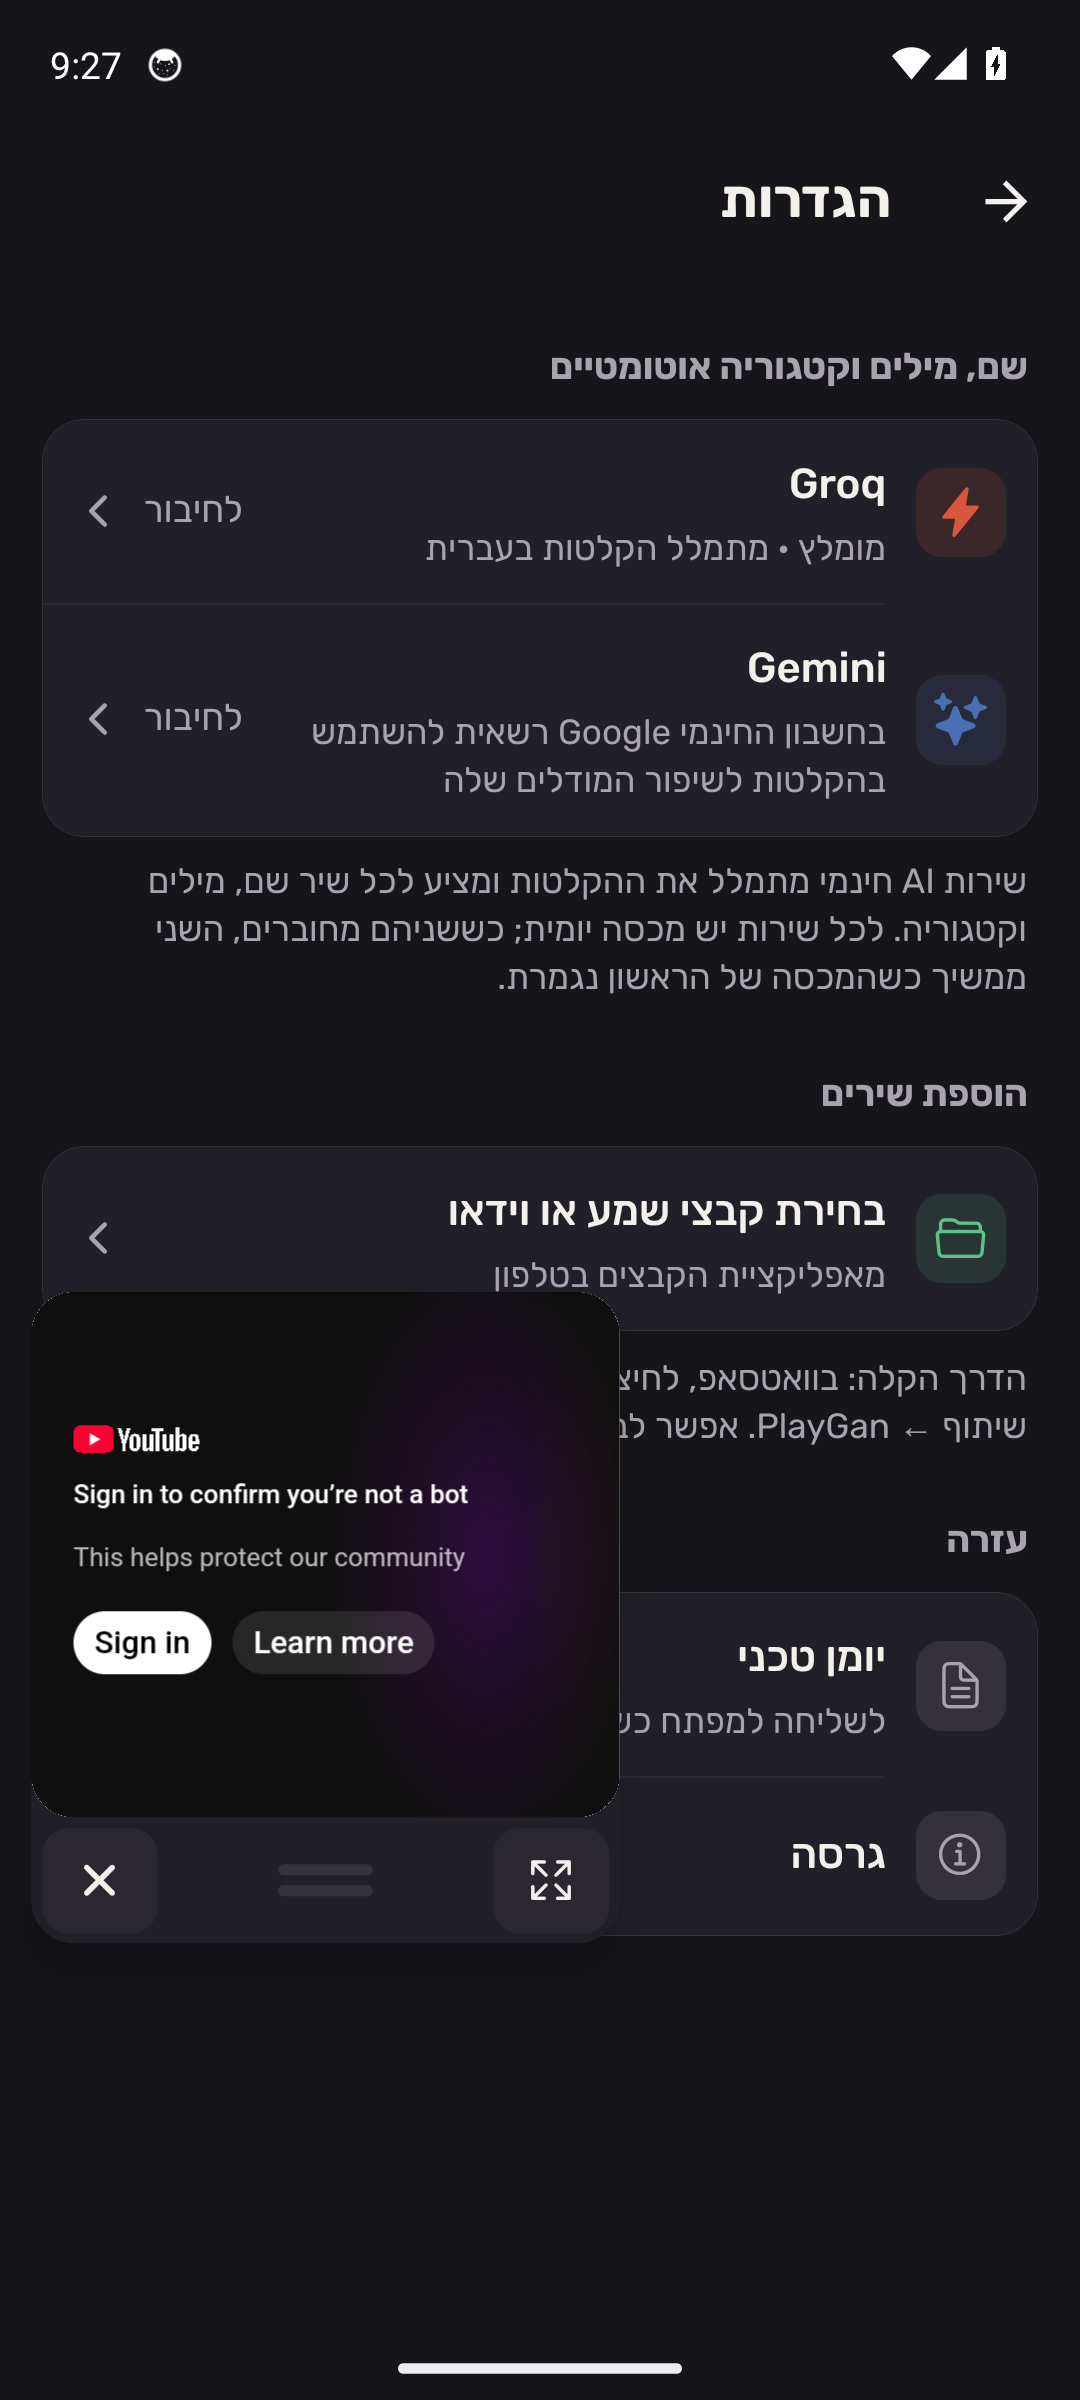 9:27
הגדרות
שם, מילים וקטגוריה אוטומטיים
Groq
מומלץ • מתמלל הקלטות בעברית
לחיבור
Gemini
בחשבון החינמי Google רשאית להשתמש
בהקלטות לשיפור המודלים שלה
לחיבור
שירות AI חינמי מתמלל את ההקלטות ומציע לכל שיר שם, מילים
וקטגוריה. לכל שירות יש מכסה יומית; כששניהם מחוברים, השני
ממשיך כשהמכסה של הראשון נגמרת.
הוספת שירים
בחירת קבצי שמע או וידאו
מאפליקציית הקבצים בטלפון
הדרך הקלה: בוואטסאפ,
שיתוף ← PlayGan. אפשר
עזרה
יומן טכני
לשליחה למפתח
גרסה
YouTube
Sign in to confirm you’re not a bot
This helps protect our community
Sign in
Learn more